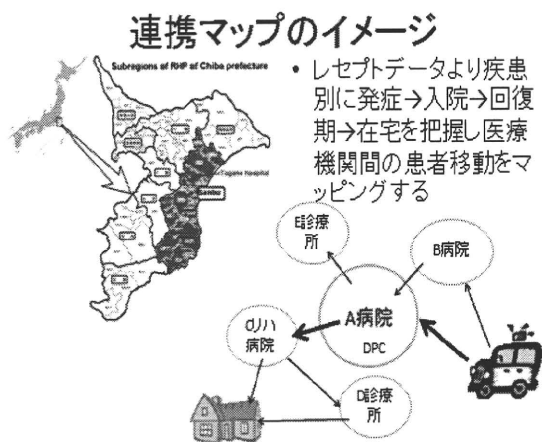 連携マップのイメージ
Subregions of RHP of Chiba prefecture
• レセプトデータより疾患
別に発症→入院→回復
期→在宅を把握し医療
機関間の患者移動をマ
ッピングする
Togane Hospital
Sanbu
E診療
所
B病院
A病院
DPC
Cリハ
病院
D診療
所